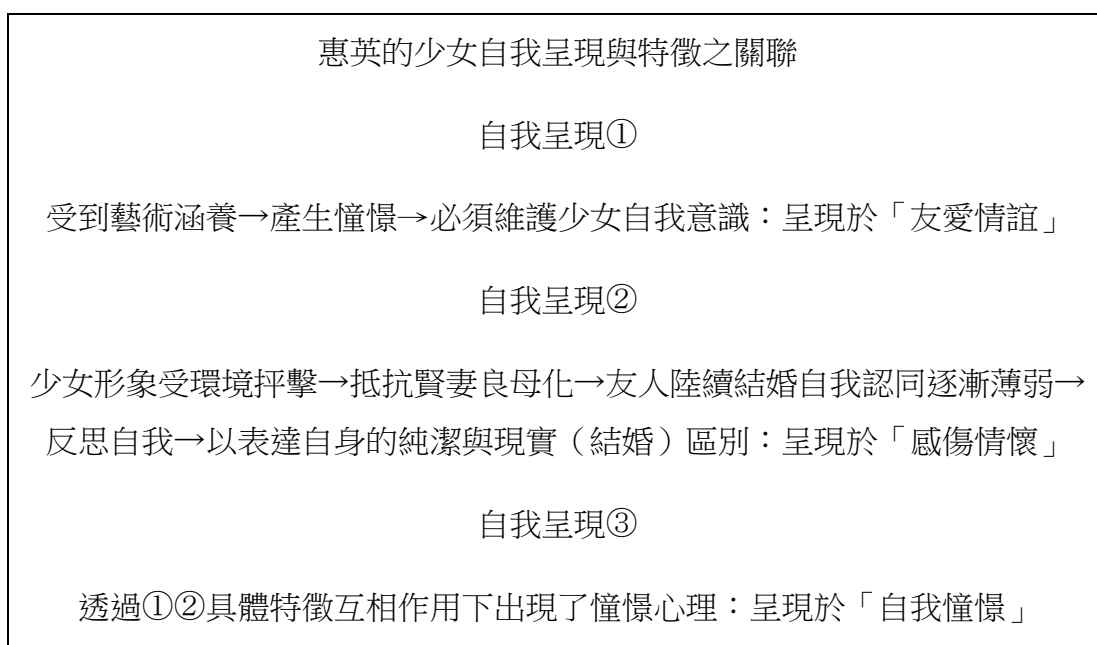 惠英的少女自我呈現與特徵之關聯
自我呈現①
受到藝術涵養→產生憧憬→必須維護少女自我意識：呈現於「友愛情誼」
自我呈現②
少女形象受環境抨擊→抵抗賢妻良母化→友人陸續結婚自我認同逐漸薄弱→
反思自我→以表達自身的純潔與現實（結婚）區別：呈現於「感傷情懷」
自我呈現③
透過①②具體特徵互相作用下出現了憧憬心理：呈現於「自我憧憬」